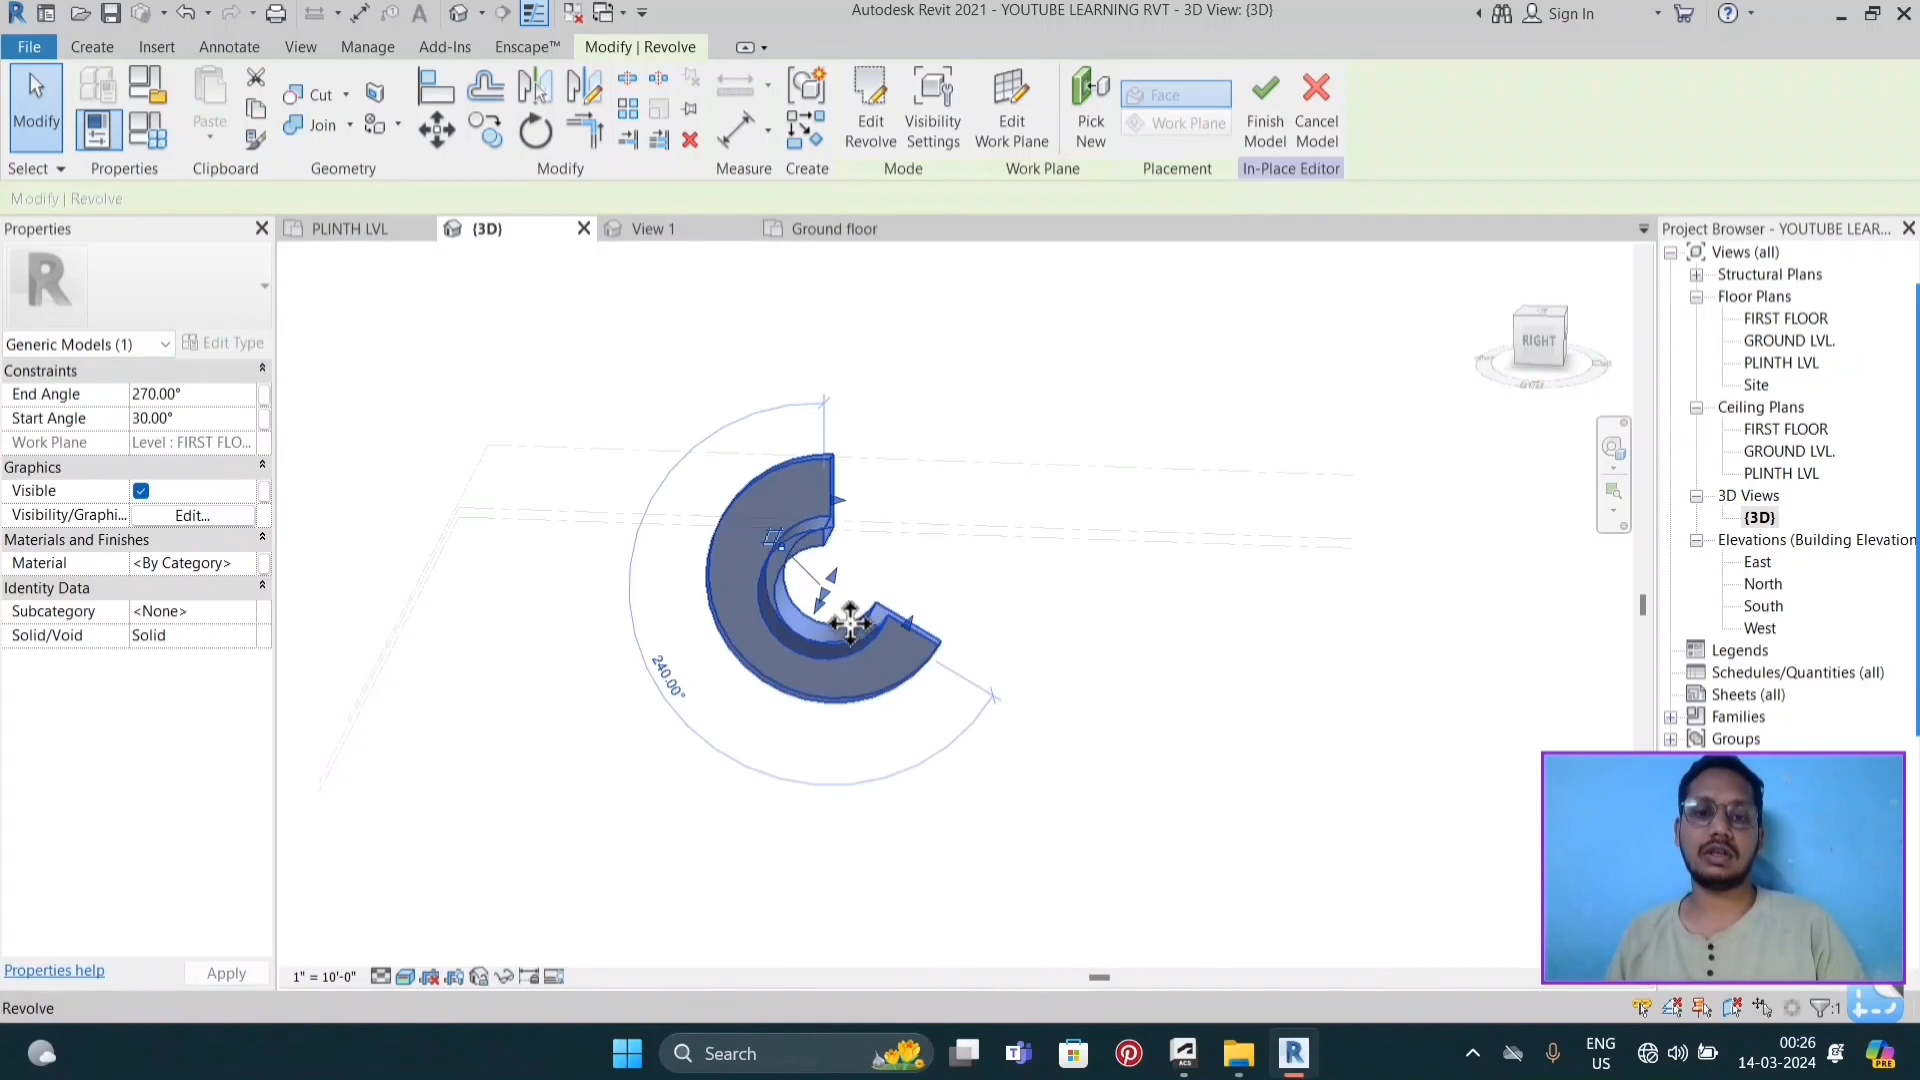 Autodesk Revit 2021 - YOUTUBE LEARNING RVT - 3D View: {3D}
Sign In
File
Create
Insert
Annotate
View
Manage
Add-Ins
Enscape™
Modify | Revolve
Modify
Paste
Cut
Join
Edit Revolve
Visibility Settings
Edit Work Plane
Pick New
Face
Work Plane
Finish Model
Cancel Model
Select
Properties
Clipboard
Geometry
Modify
Measure
Create
Mode
Work Plane
Placement
In-Place Editor
Modify | Revolve
Properties
PLINTH LVL
{3D}
View 1
Ground floor
Project Browser - YOUTUBE LEAR...
R
Generic Models (1)
Edit Type
Constraints
End Angle 270.00°
Start Angle 30.00°
Work Plane Level : FIRST FLO...
Graphics
Visible
Visibility/Graphi... Edit...
Materials and Finishes
Material <By Category>
Identity Data
Subcategory <None>
Solid/Void Solid
Properties help
Apply
RIGHT
240.00°
Views (all)
Structural Plans
Floor Plans
FIRST FLOOR
GROUND LVL.
PLINTH LVL
Site
Ceiling Plans
FIRST FLOOR
GROUND LVL.
PLINTH LVL
3D Views
{3D}
Elevations (Building Elevation
East
North
South
West
Legends
Schedules/Quantities (all)
Sheets (all)
Families
Groups
1" = 10'-0"
Revolve
:1
Search
ENG
US
00:26
14-03-2024
PRE